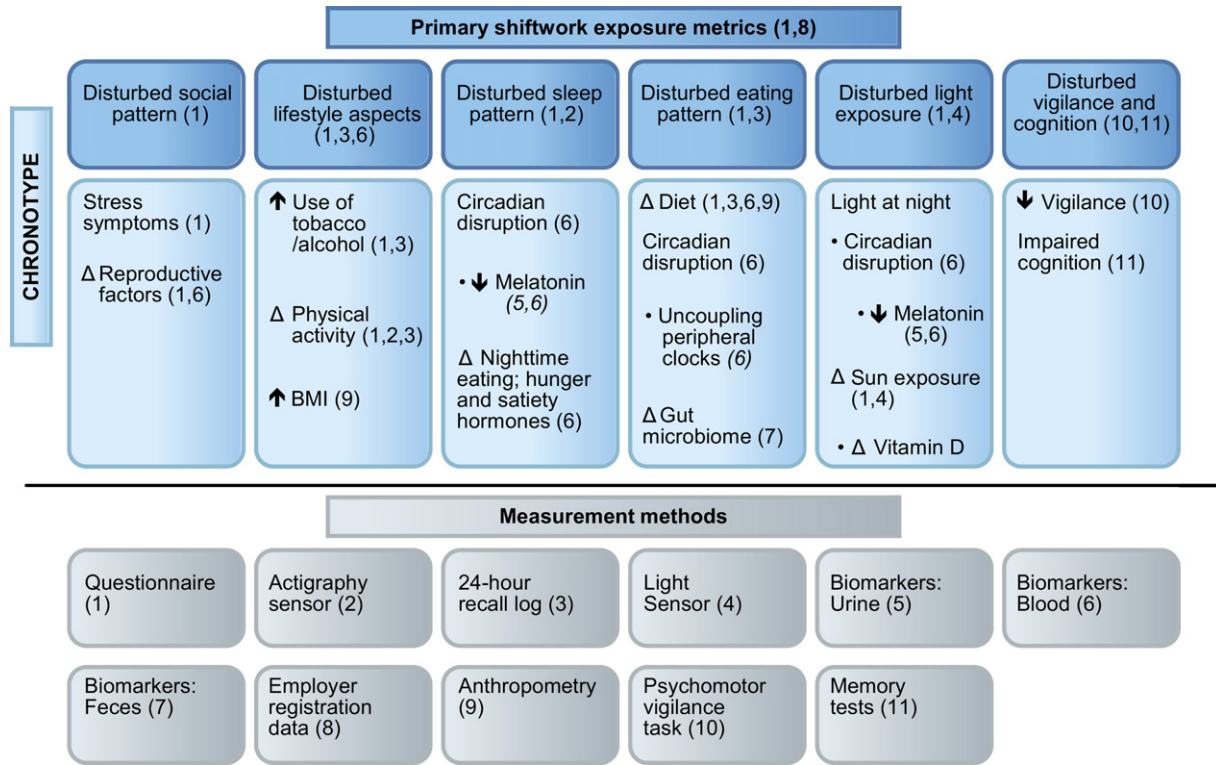 Primary shiftwork exposure metrics (1,8)
CHRONOTYPE
Disturbed social
pattern (1)
Disturbed
lifestyle aspects
(1,3,6)
Disturbed sleep
pattern (1,2)
Disturbed eating
pattern (1,3)
Disturbed light
exposure (1,4)
Disturbed
vigilance and
cognition (10,11)
Stress
symptoms (1)
Δ Reproductive
factors (1,6)
🡹 Use of
tobacco
/alcohol (1,3)
Δ Physical
activity (1,2,3)
🡹 BMI (9)
Circadian
disruption (6)
• 🡻 Melatonin
(5,6)
Δ Nighttime
eating; hunger
and satiety
hormones (6)
Δ Diet (1,3,6,9)
Circadian
disruption (6)
• Uncoupling
peripheral
clocks (6)
Δ Gut
microbiome (7)
Light at night
• Circadian
disruption (6)
• 🡻 Melatonin
(5,6)
Δ Sun exposure
(1,4)
• Δ Vitamin D
🡻 Vigilance (10)
Impaired
cognition (11)
Measurement methods
Questionnaire
(1)
Actigraphy
sensor (2)
24-hour
recall log (3)
Light
Sensor (4)
Biomarkers:
Urine (5)
Biomarkers:
Blood (6)
Biomarkers:
Feces (7)
Employer
registration
data (8)
Anthropometry
(9)
Psychomotor
vigilance
task (10)
Memory
tests (11)